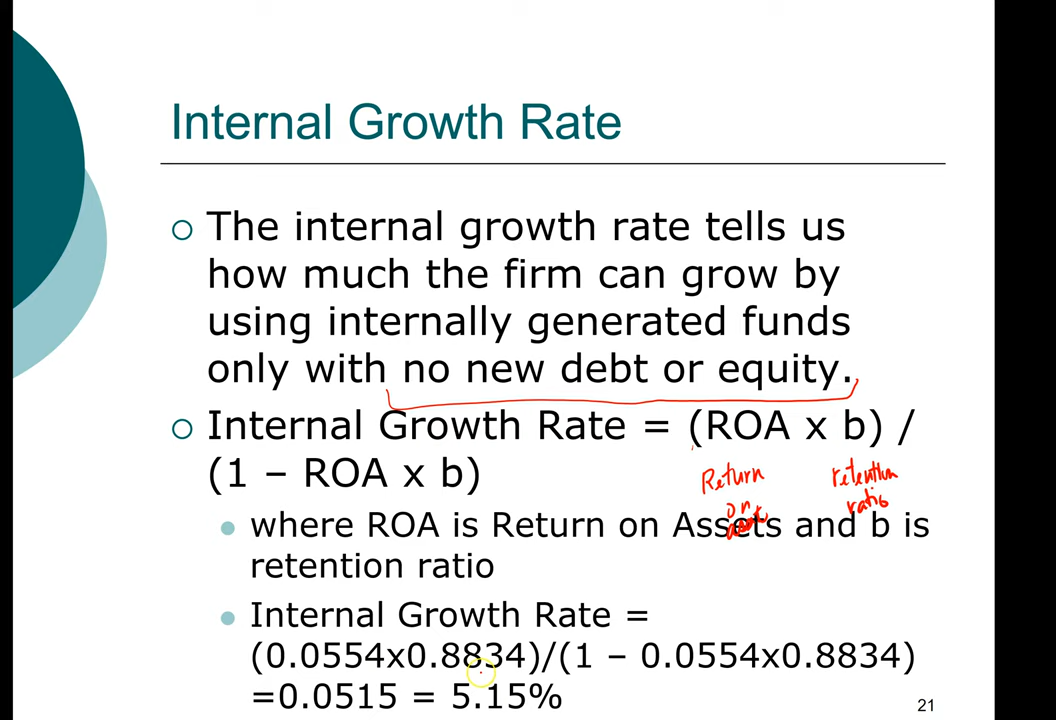 Internal Growth Rate
The internal growth rate tells us
how much the firm can grow by
using internally generated funds
only with no new debt or equity.
Internal Growth Rate = (ROA x b) /
(1 – ROA x b)
Return
on
asset
retention
ratio
where ROA is Return on Assets and b is
retention ratio
Internal Growth Rate =
(0.0554x0.8834)/(1 – 0.0554x0.8834)
=0.0515 = 5.15%
21